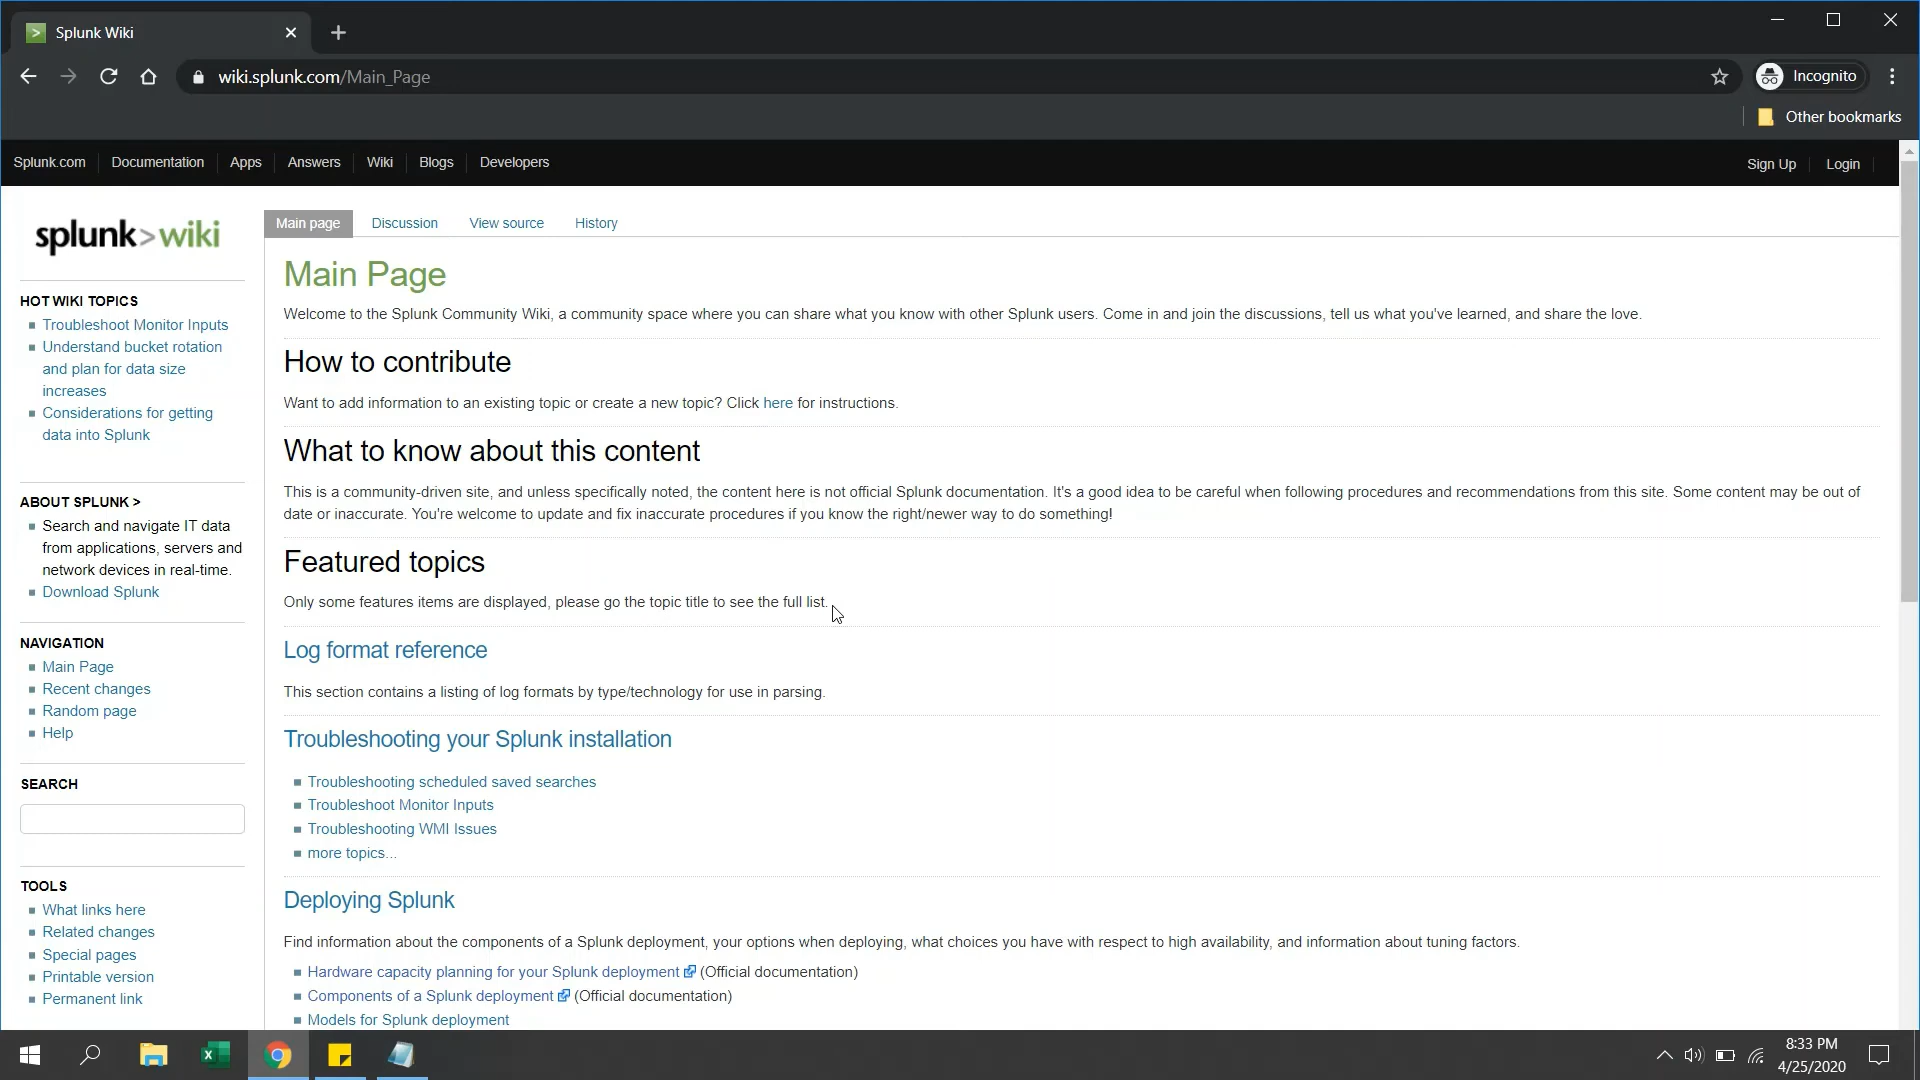 Splunk Wiki
wiki.splunk.com/Main_Page
Incognito
Other bookmarks
Splunk.com Documentation Apps Answers Wiki Blogs Developers
Sign Up Login
splunk>wiki
HOT WIKI TOPICS
Troubleshoot Monitor Inputs
Understand bucket rotation
and plan for data size
increases
Considerations for getting
data into Splunk
ABOUT SPLUNK >
Search and navigate IT data
from applications, servers and
network devices in real-time.
Download Splunk
NAVIGATION
Main Page
Recent changes
Random page
Help
SEARCH
TOOLS
What links here
Related changes
Special pages
Printable version
Permanent link
Main page Discussion View source History
Main Page
Welcome to the Splunk Community Wiki, a community space where you can share what you know with other Splunk users. Come in and join the discussions, tell us what you've learned, and share the love.
How to contribute
Want to add information to an existing topic or create a new topic? Click here for instructions.
What to know about this content
This is a community-driven site, and unless specifically noted, the content here is not official Splunk documentation. It's a good idea to be careful when following procedures and recommendations from this site. Some content may be out of
date or inaccurate. You're welcome to update and fix inaccurate procedures if you know the right/newer way to do something!
Featured topics
Only some features items are displayed, please go the topic title to see the full list.
Log format reference
This section contains a listing of log formats by type/technology for use in parsing.
Troubleshooting your Splunk installation
Troubleshooting scheduled saved searches
Troubleshoot Monitor Inputs
Troubleshooting WMI Issues
more topics...
Deploying Splunk
Find information about the components of a Splunk deployment, your options when deploying, what choices you have with respect to high availability, and information about tuning factors.
Hardware capacity planning for your Splunk deployment (Official documentation)
Components of a Splunk deployment (Official documentation)
Models for Splunk deployment
8:33 PM
4/25/2020